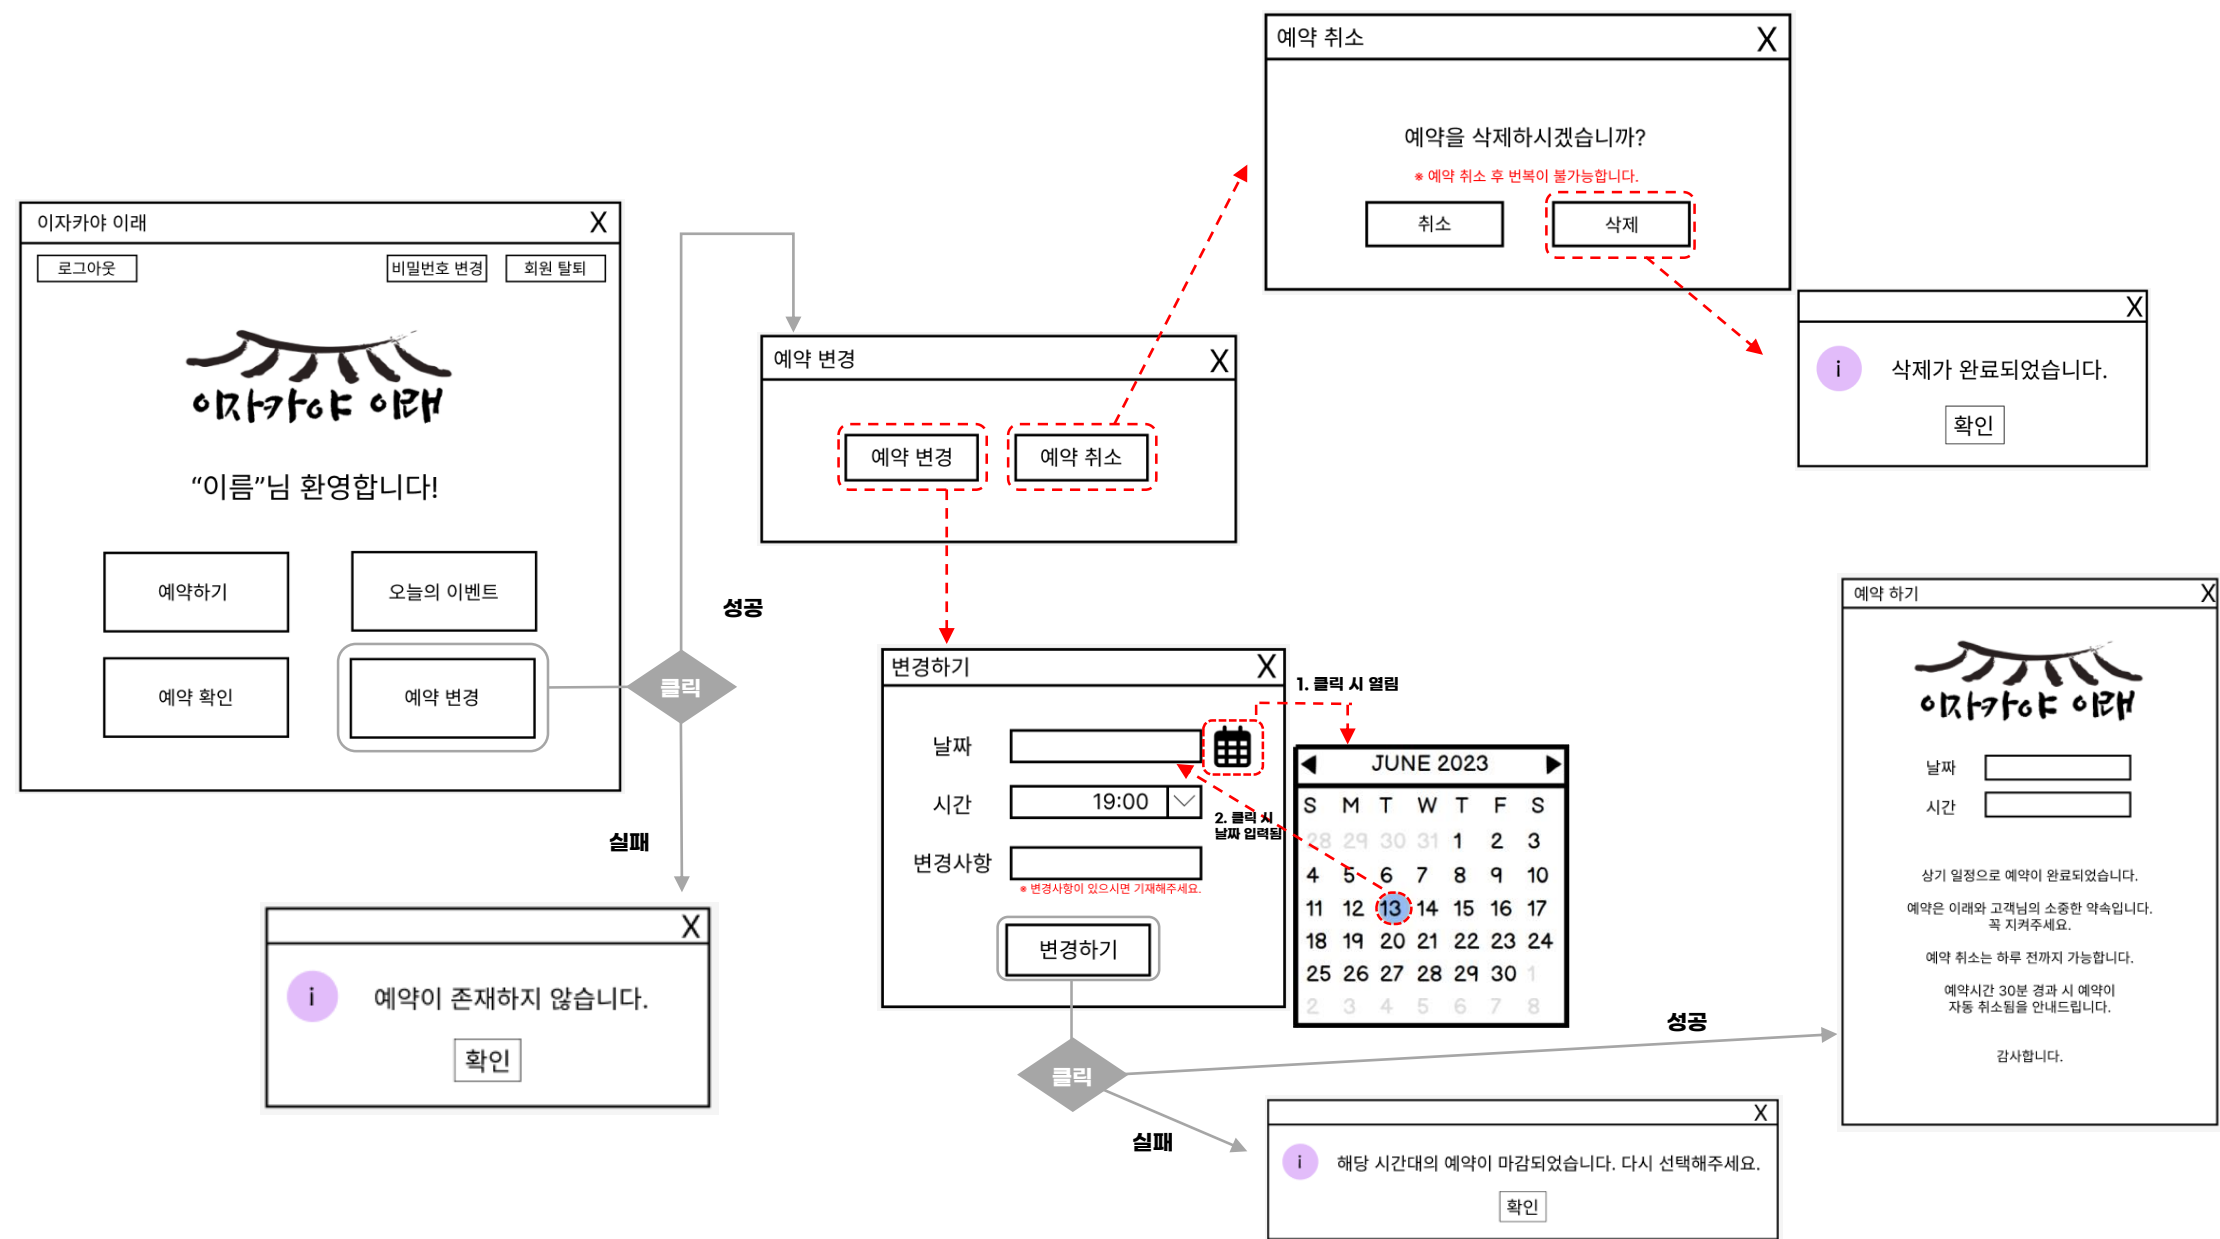 이자카야 이래 X
로그아웃
비밀번호 변경
회원 탈퇴
이자카야 이래
“이름”님 환영합니다!
예약하기
오늘의 이벤트
예약 확인
예약 변경
클릭
성공
실패
X
i
예약이 존재하지 않습니다.
확인
예약 변경 X
예약 변경
예약 취소
예약 취소 X
예약을 삭제하시겠습니까?
※ 예약 취소 후 번복이 불가능합니다.
취소
삭제
X
i
삭제가 완료되었습니다.
확인
변경하기 X
날짜
시간 19:00
변경사항
※ 변경사항이 있으시면 기재해주세요.
변경하기
1. 클릭 시 열림
2. 클릭 시
날짜 입력됨
JUNE 2023
S M T W T F S
28 29 30 31 1 2 3
4 5 6 7 8 9 10
11 12 13 14 15 16 17
18 19 20 21 22 23 24
25 26 27 28 29 30 1
2 3 4 5 6 7 8
클릭
성공
실패
X
i
해당 시간대의 예약이 마감되었습니다. 다시 선택해주세요.
확인
예약 하기 X
이자카야 이래
날짜
시간
상기 일정으로 예약이 완료되었습니다.
예약은 이래와 고객님의 소중한 약속입니다.
꼭 지켜주세요.
예약 취소는 하루 전까지 가능합니다.
예약시간 30분 경과 시 예약이
자동 취소됨을 안내드립니다.
감사합니다.